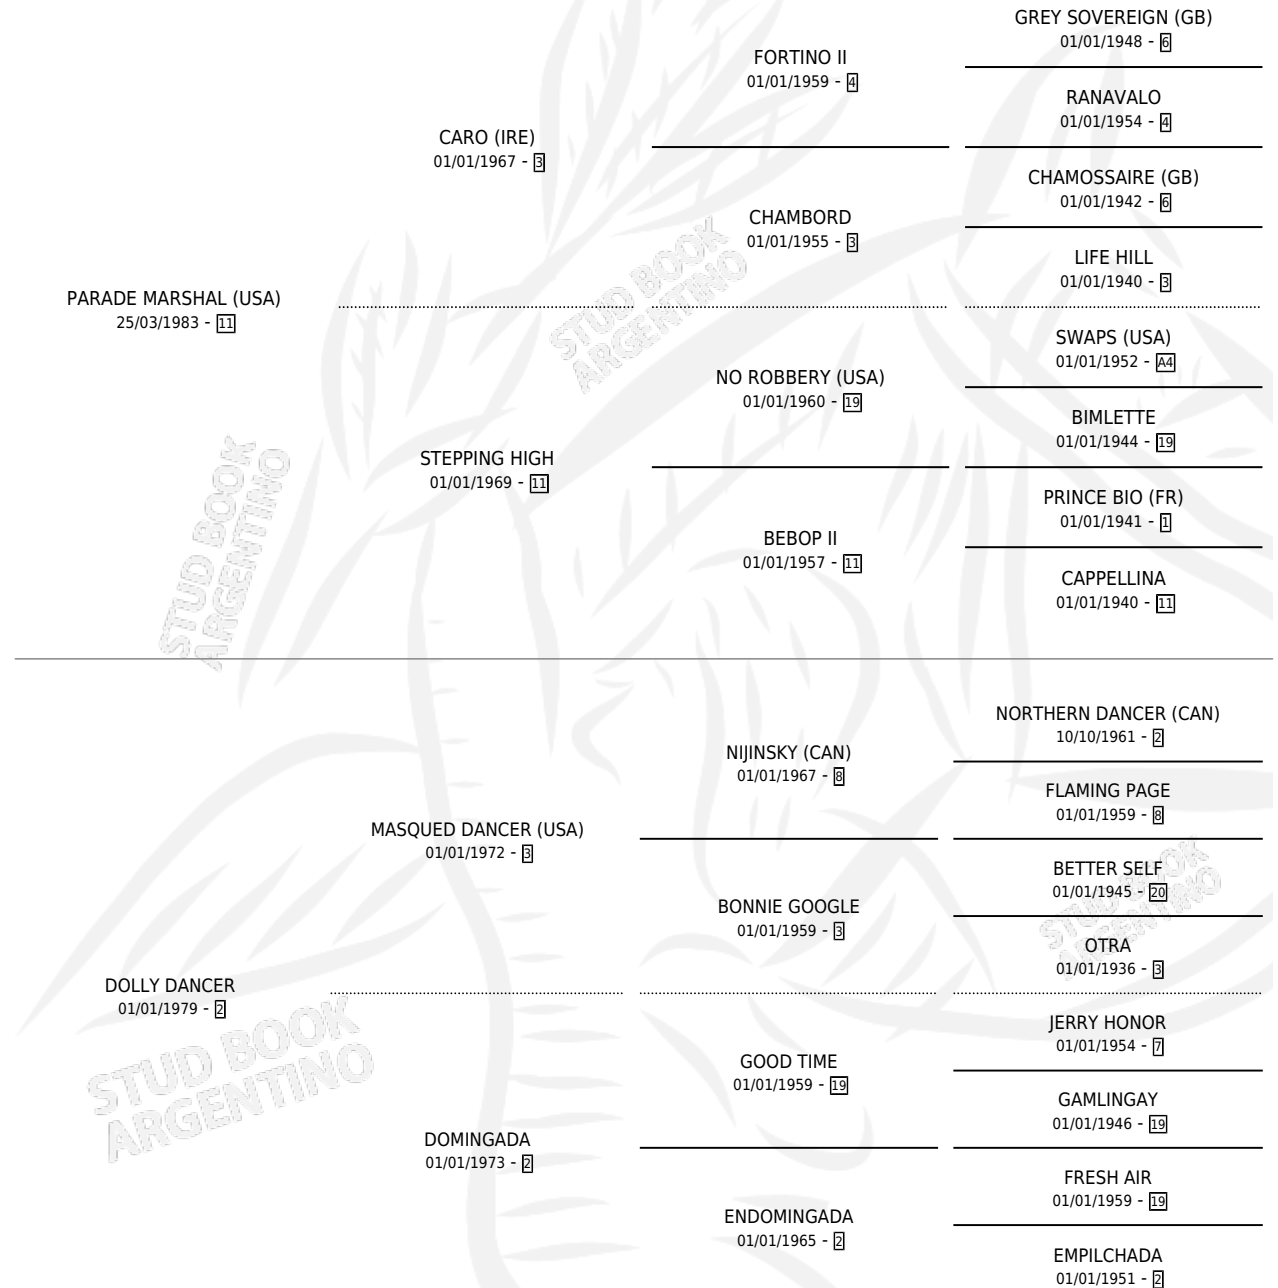 GREY SOVEREIGN (GB)
01/01/1948 - 6
FORTINO II
01/01/1959 - 4
RANAVALO
01/01/1954 - 4
CARO (IRE)
01/01/1967 - 3
CHAMOSSAIRE (GB)
01/01/1942 - 6
CHAMBORD
01/01/1955 - 3
LIFE HILL
01/01/1940 - 3
PARADE MARSHAL (USA)
25/03/1983 - 11
SWAPS (USA)
01/01/1952 - A4
NO ROBBERY (USA)
01/01/1960 - 19
BIMLETTE
01/01/1944 - 19
STEPPING HIGH
01/01/1969 - 11
PRINCE BIO (FR)
01/01/1941 - 1
BEBOP II
01/01/1957 - 11
CAPPELLINA
01/01/1940 - 11
STUD BOOK
ARGENTINO
STUD BOOK
ARGENTINO
NORTHERN DANCER (CAN)
10/10/1961 - 2
NIJINSKY (CAN)
01/01/1967 - 8
FLAMING PAGE
01/01/1959 - 8
MASQUED DANCER (USA)
01/01/1972 - 3
BETTER SELF
01/01/1945 - 20
BONNIE GOOGLE
01/01/1959 - 3
OTRA
01/01/1936 - 3
STUD BOOK
ARGENTINO
DOLLY DANCER
01/01/1979 - 2
JERRY HONOR
01/01/1954 - 7
GOOD TIME
01/01/1959 - 19
GAMLINGAY
01/01/1946 - 19
STUD BOOK
ARGENTINO
DOMINGADA
01/01/1973 - 2
FRESH AIR
01/01/1959 - 19
ENDOMINGADA
01/01/1965 - 2
EMPILCHADA
01/01/1951 - 2